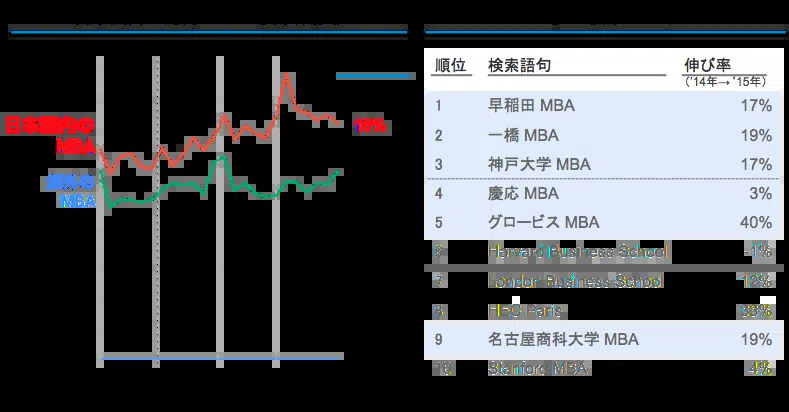 日本国内の
MBA
10%
海外の
MBA
順位 検索語句 伸び率
('14年→'15年)
1 早稲田 MBA 17%
2 一橋 MBA 19%
3 神戸大学 MBA 17%
4 慶応 MBA 3%
5 グロービス MBA 40%
6 Harvard Business School -1%
7 London Business School 12%
8 HEC Paris 33%
9 名古屋商科大学 MBA 19%
10 Stanford MBA 4%